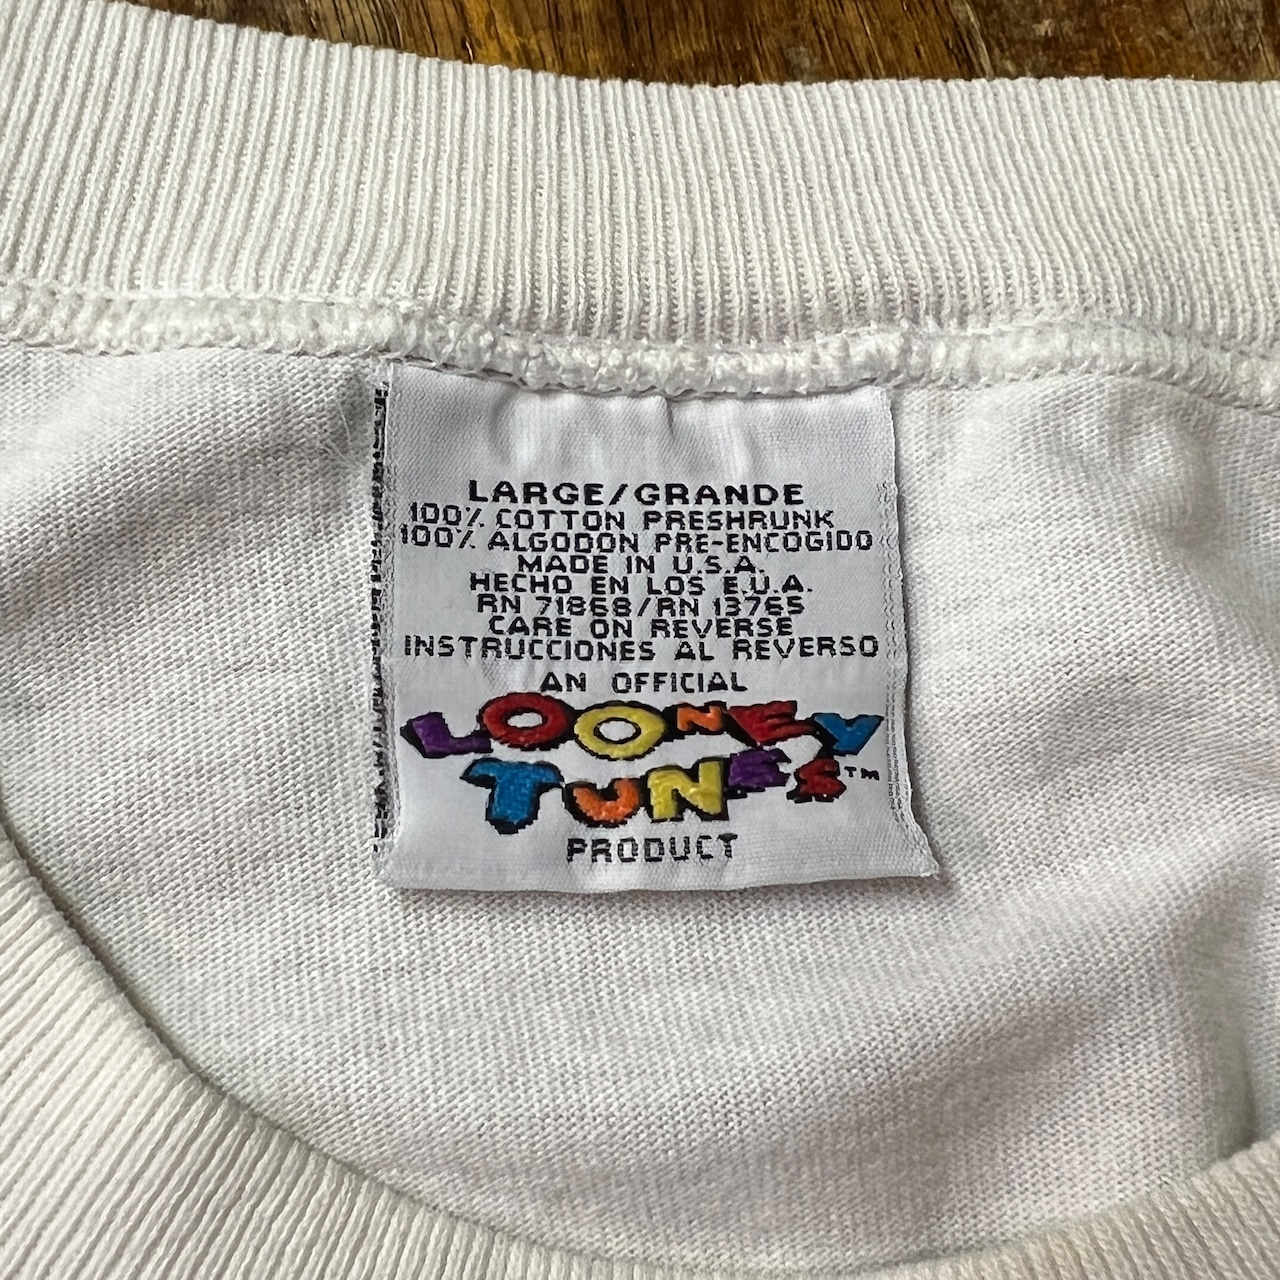 LARGE/GRANDE
100% COTTON PRESHRUNK
100% ALGODON PRE-ENCOGIDO
MADE IN U.S.A.
HECHO EN LOS E.U.A.
RN 71868/RN 13765
CARE ON REVERSE
INSTRUCCIONES AL REVERSO
AN OFFICIAL
LOONEY
TUNES™
PRODUCT